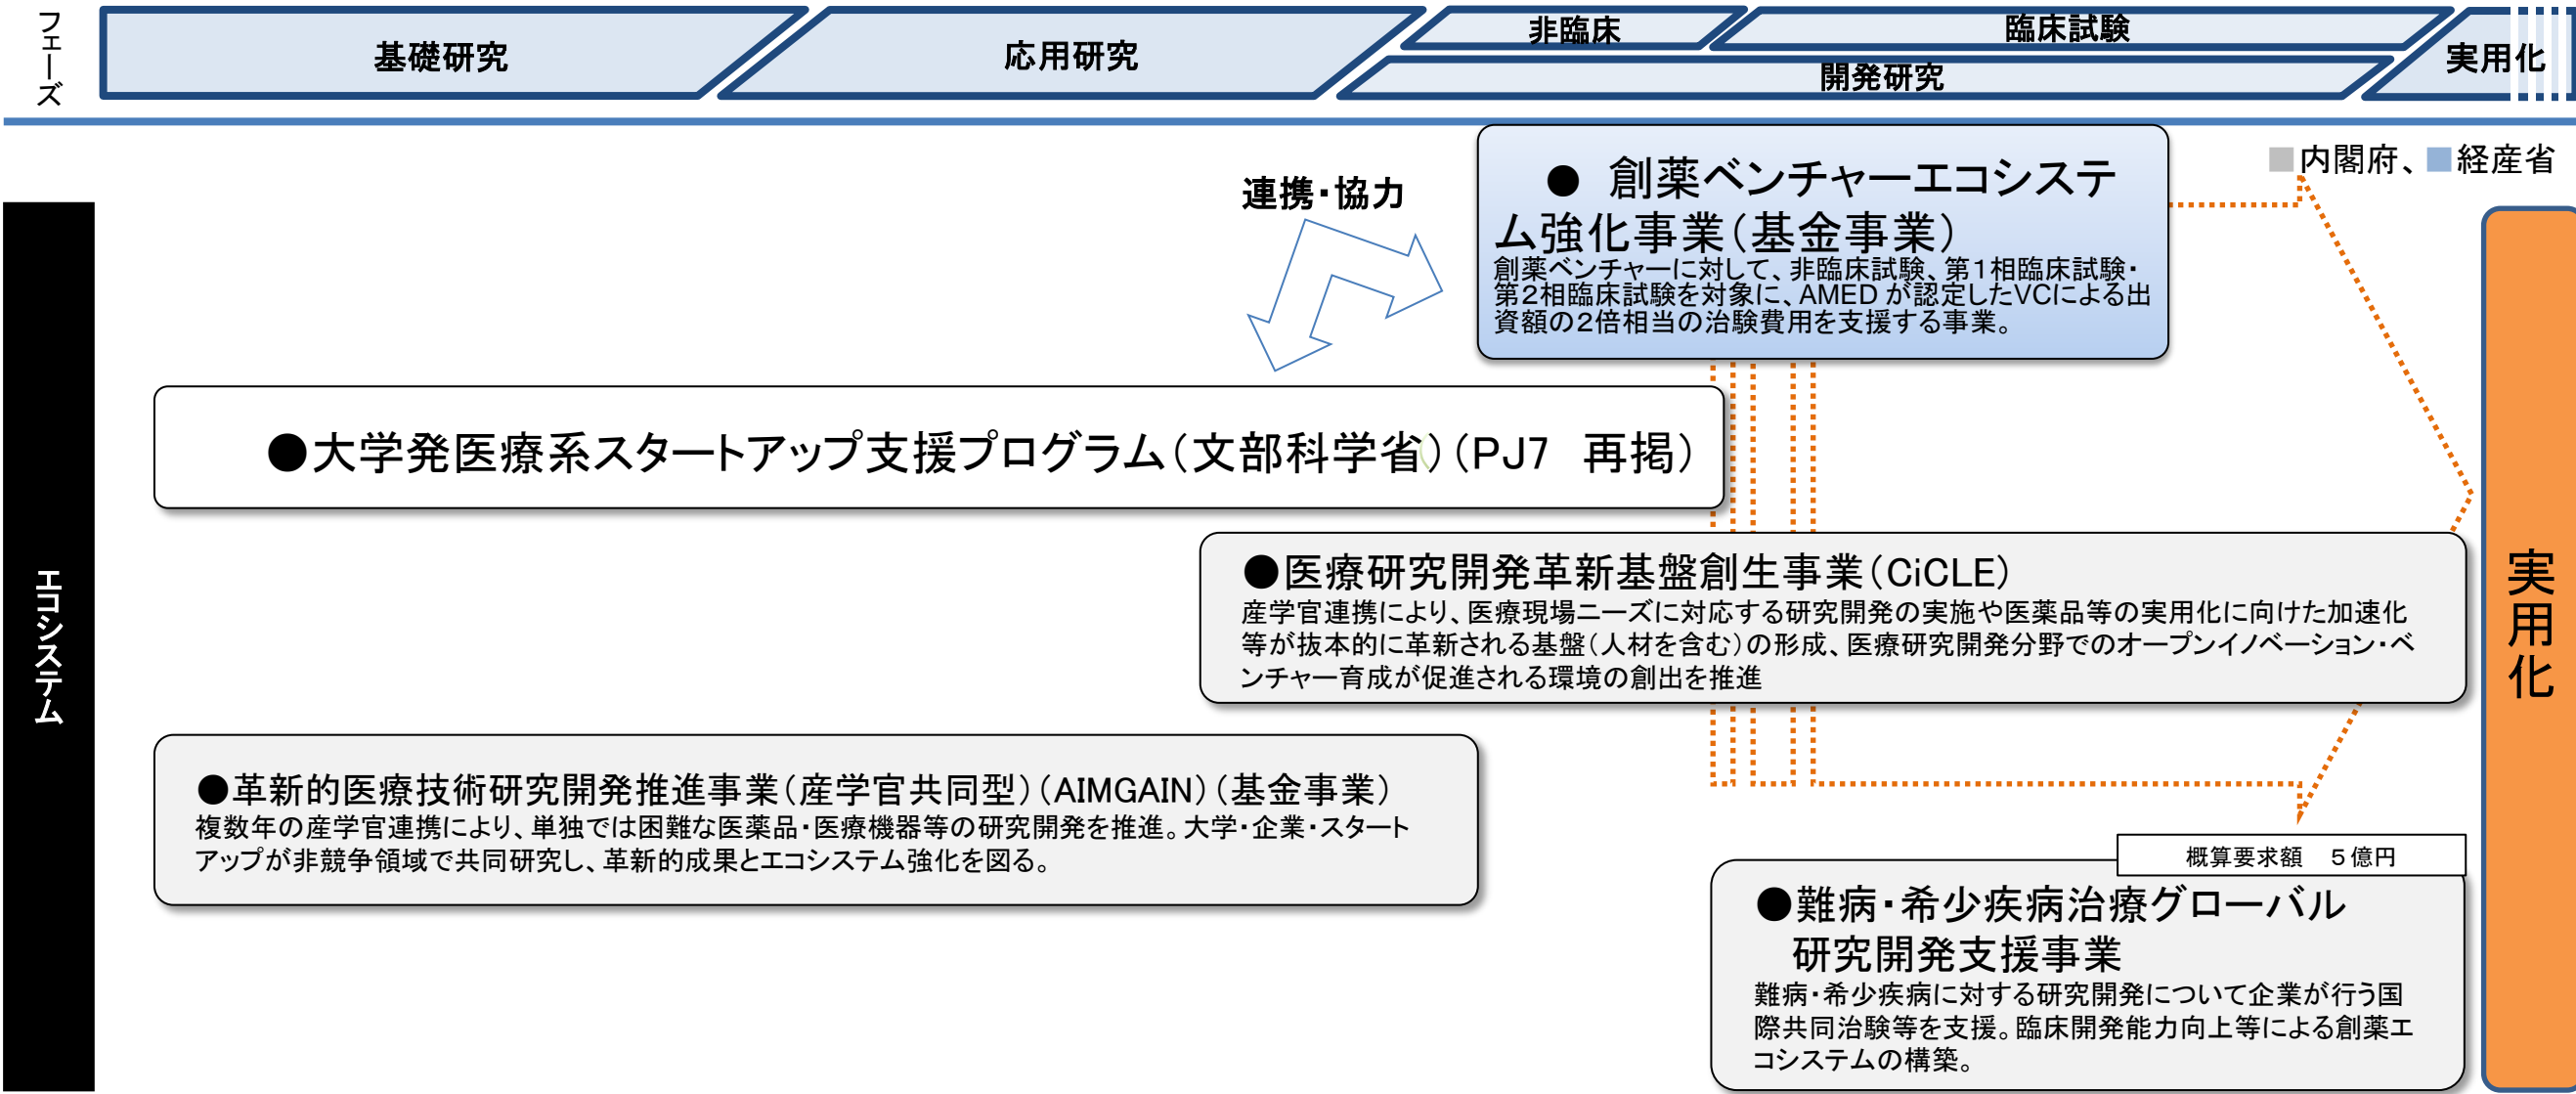 フェーズ
基礎研究
応用研究
非臨床
臨床試験
開発研究
実用化
■内閣府、■経産省
連携・協力
● 創薬ベンチャーエコシステ
ム強化事業（基金事業）
創薬ベンチャーに対して、非臨床試験、第１相臨床試験・
第２相臨床試験を対象に、AMED が認定したVCによる出
資額の２倍相当の治験費用を支援する事業。
エコシステム
●大学発医療系スタートアップ支援プログラム（文部科学省）（PJ7　再掲）
●医療研究開発革新基盤創生事業（CiCLE）
産学官連携により、医療現場ニーズに対応する研究開発の実施や医薬品等の実用化に向けた加速化
等が抜本的に革新される基盤（人材を含む）の形成、医療研究開発分野でのオープンイノベーション・ベ
ンチャー育成が促進される環境の創出を推進
●革新的医療技術研究開発推進事業（産学官共同型）（AIMGAIN）（基金事業）
複数年の産学官連携により、単独では困難な医薬品・医療機器等の研究開発を推進。大学・企業・スタート
アップが非競争領域で共同研究し、革新的成果とエコシステム強化を図る。
概算要求額　５億円
●難病・希少疾病治療グローバル
研究開発支援事業
難病・希少疾病に対する研究開発について企業が行う国
際共同治験等を支援。臨床開発能力向上等による創薬エ
コシステムの構築。
実用化